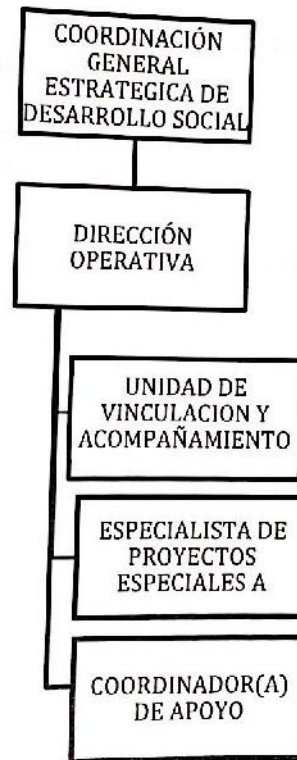 COORDINACIÓN
GENERAL
ESTRATEGICA DE
DESARROLLO SOCIAL
DIRECCIÓN
OPERATIVA
UNIDAD DE
VINCULACION Y
ACOMPAÑAMIENTO
ESPECIALISTA DE
PROYECTOS
ESPECIALES A
COORDINADOR(A)
DE APOYO